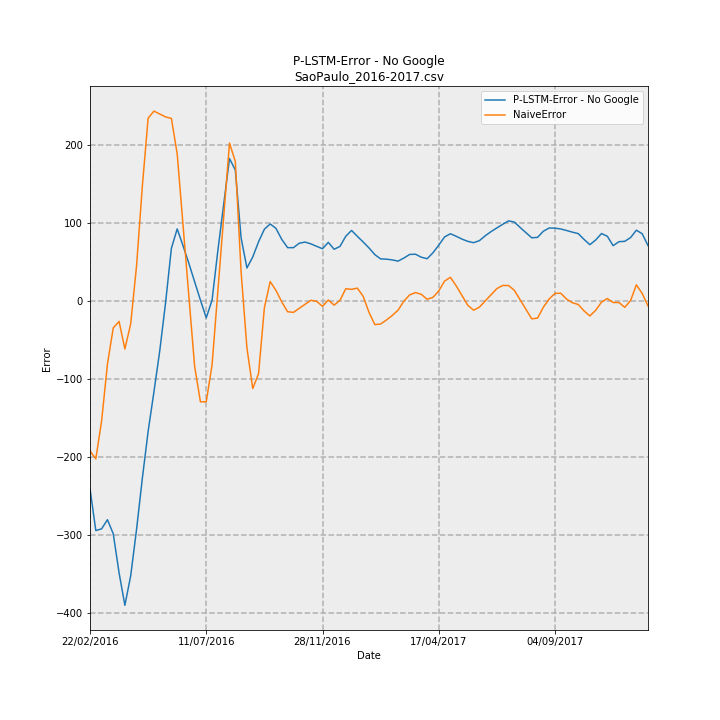 P-LSTM-Error - No Google
SaoPaulo_2016-2017.csv
P-LSTM-Error - No Google
NaiveError
200
100
0
−100
−200
−300
−400
Error
22/02/2016
11/07/2016
28/11/2016
17/04/2017
04/09/2017
Date